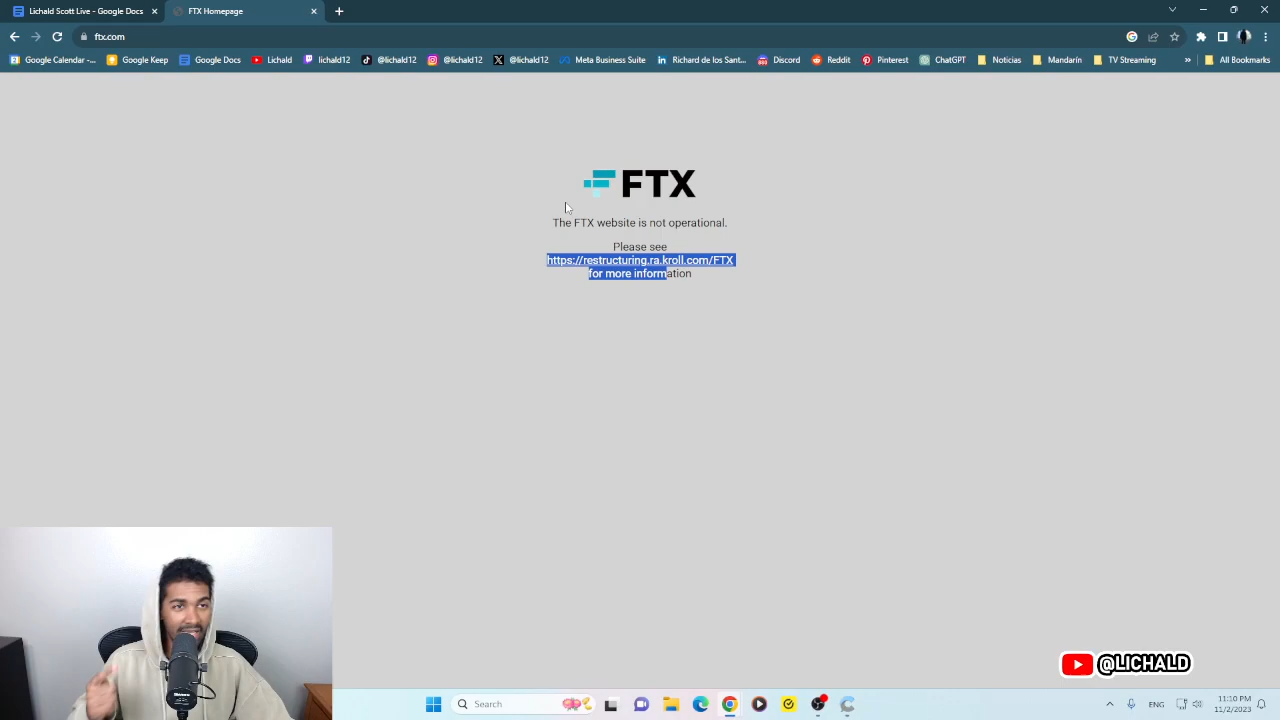 Lichald Scott Live - Google Docs
FTX Homepage
ftx.com
Google Calendar -...
Google Keep
Google Docs
Lichald
lichald12
@lichald12
@lichald12
@lichald12
Meta Business Suite
Richard de los Sant...
Discord
Reddit
Pinterest
ChatGPT
Noticias
Mandarín
TV Streaming
All Bookmarks
FTX
The FTX website is not operational.
Please see
https://restructuring.ra.kroll.com/FTX
for more information
@LICHALD
Search
ENG
11:10 PM
11/2/2023